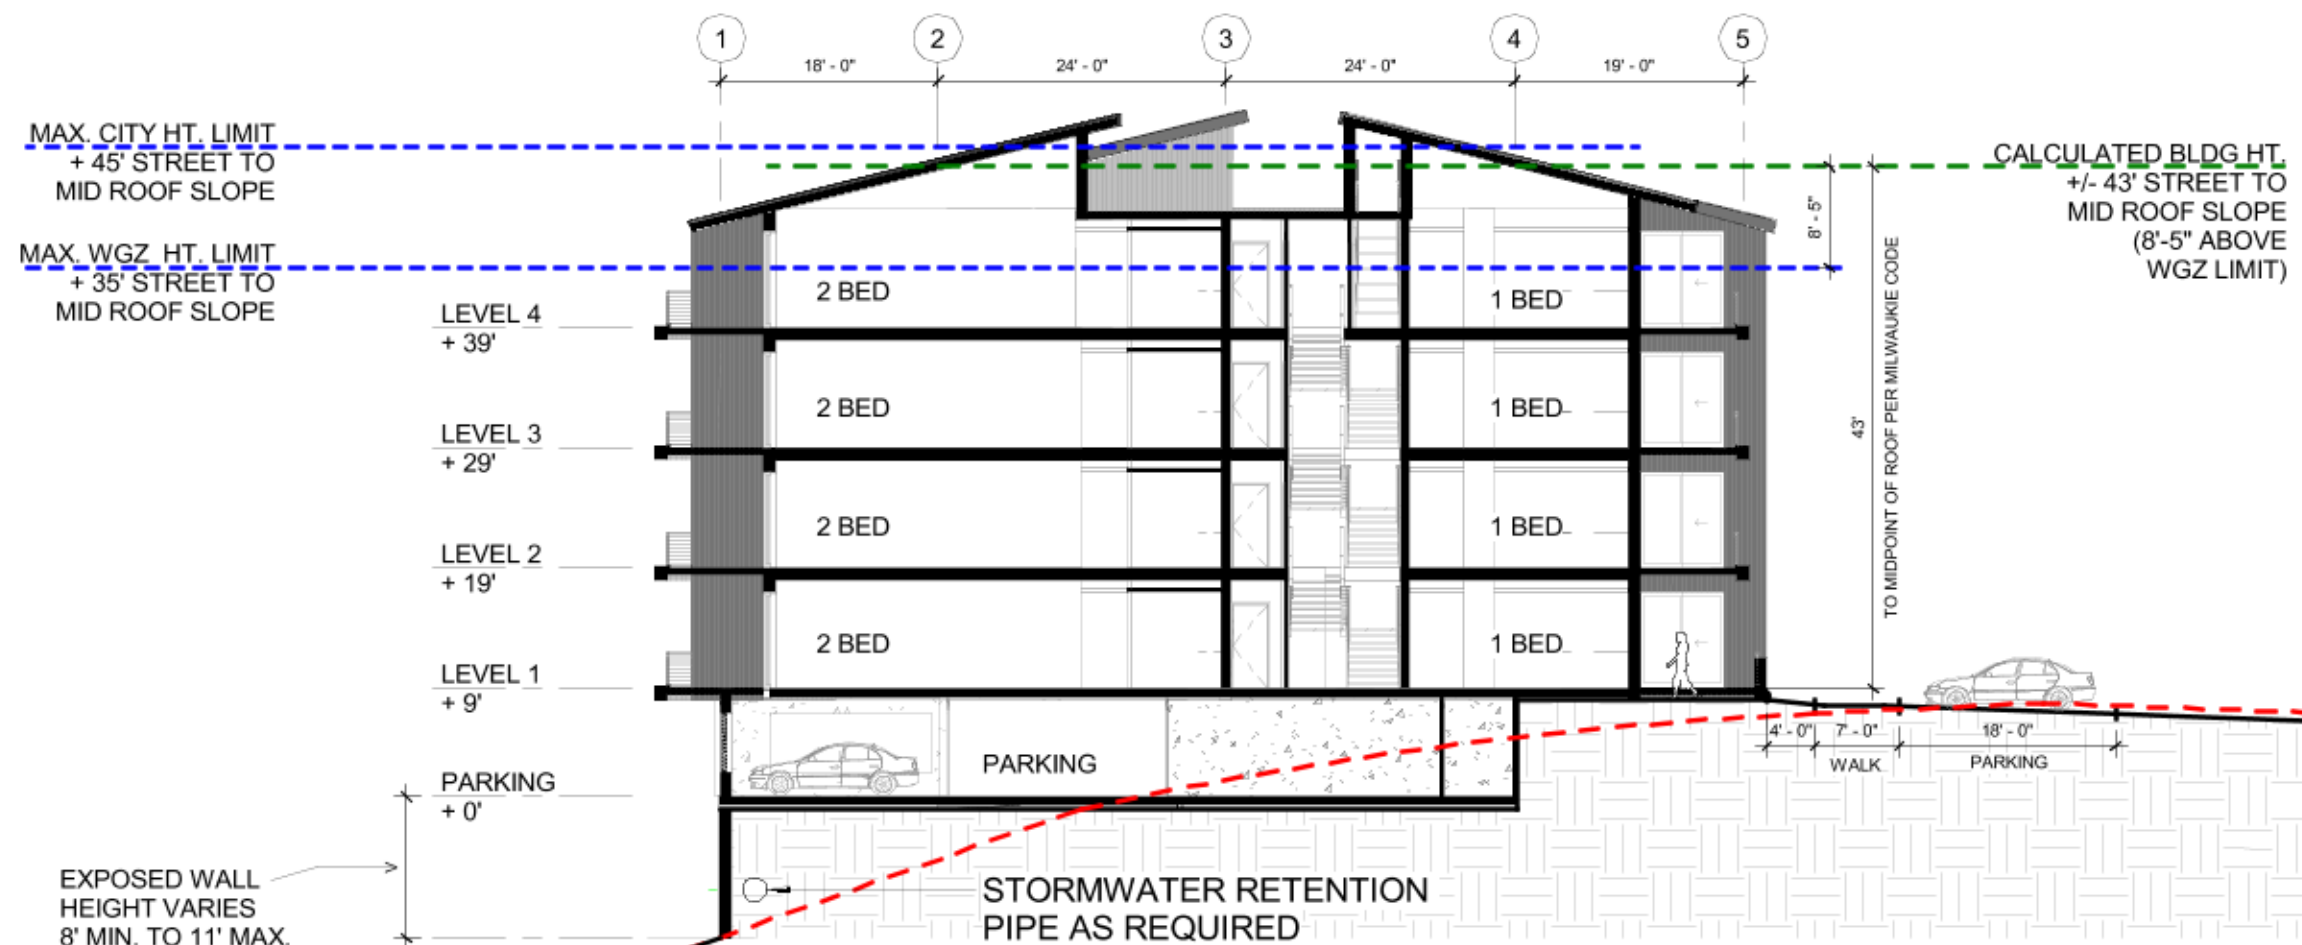 1
2
3
4
5
18' - 0"
24' - 0"
24' - 0"
19' - 0"
MAX. CITY HT. LIMIT
+ 45' STREET TO
MID ROOF SLOPE
MAX. WGZ HT. LIMIT
+ 35' STREET TO
MID ROOF SLOPE
CALCULATED BLDG HT.
+/- 43' STREET TO
MID ROOF SLOPE
(8'-5" ABOVE
WGZ LIMIT)
8' - 5"
43'
TO MIDPOINT OF ROOF PER MILWAUKIE CODE
LEVEL 4
+ 39'
2 BED
1 BED
LEVEL 3
+ 29'
2 BED
1 BED
LEVEL 2
+ 19'
2 BED
1 BED
LEVEL 1
+ 9'
2 BED
1 BED
PARKING
+ 0'
PARKING
4' - 0"
7' - 0"
18' - 0"
WALK
PARKING
V
EXPOSED WALL
HEIGHT VARIES
8' MIN. TO 11' MAX.
STORMWATER RETENTION
PIPE AS REQUIRED